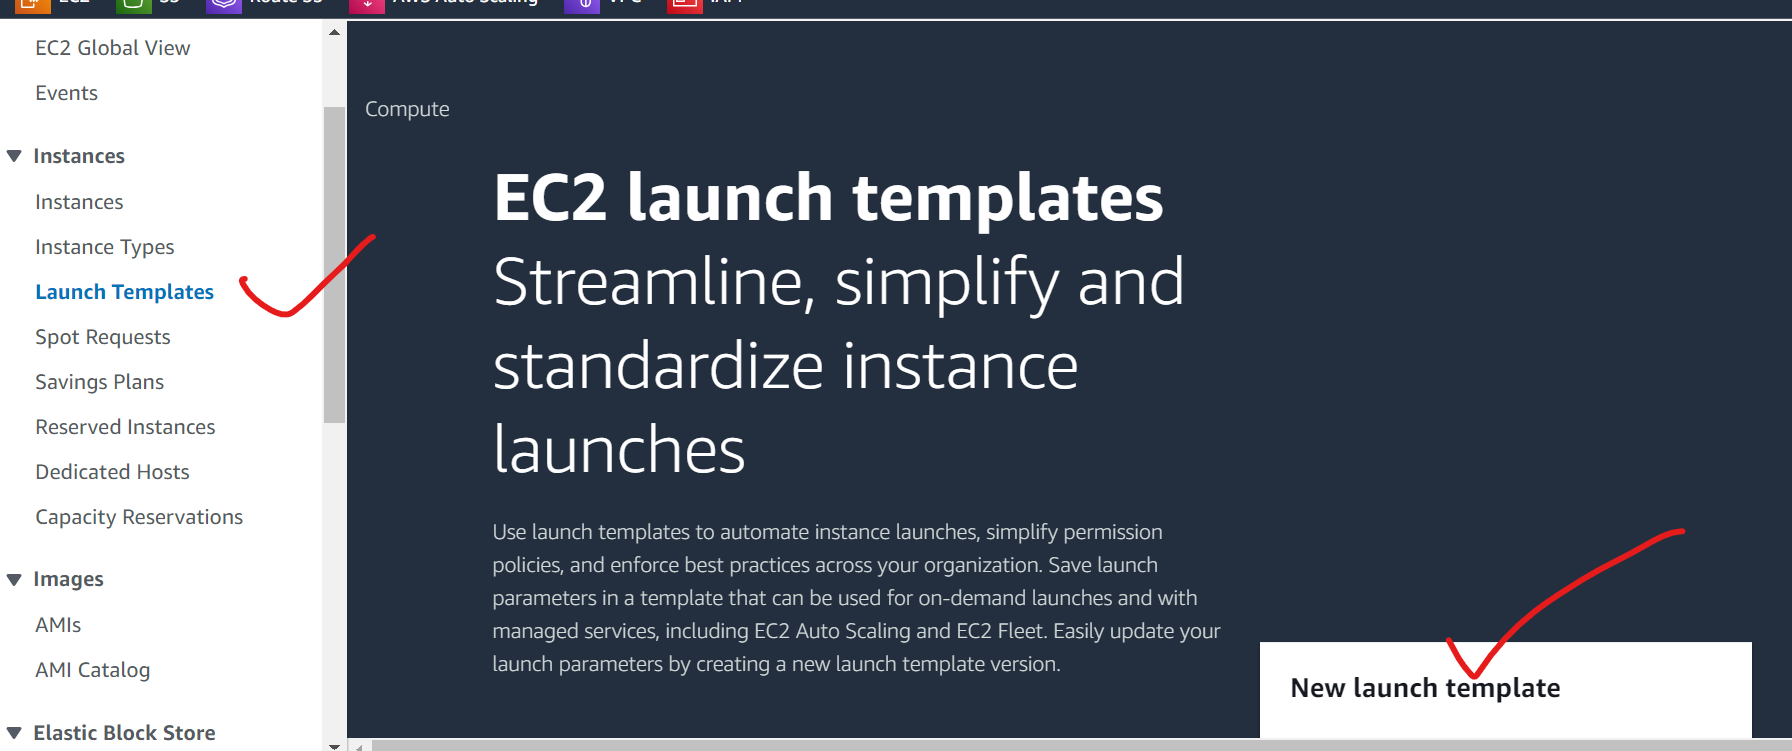 EC2 Global View
Events
Instances
Instances
Instance Types
Launch Templates
Spot Requests
Savings Plans
Reserved Instances
Dedicated Hosts
Capacity Reservations
Images
AMIs
AMI Catalog
Elastic Block Store
Compute
EC2 launch templates
Streamline, simplify and
standardize instance
launches
Use launch templates to automate instance launches, simplify permission
policies, and enforce best practices across your organization. Save launch
parameters in a template that can be used for on-demand launches and with
managed services, including EC2 Auto Scaling and EC2 Fleet. Easily update your
launch parameters by creating a new launch template version.
New launch template